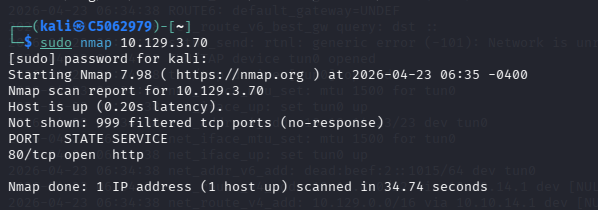 ┌──(kali㉿C5062979)-[~]
└─$ sudo nmap 10.129.3.70
[sudo] password for kali:
Starting Nmap 7.98 ( https://nmap.org ) at 2026-04-23 06:35 -0400
Nmap scan report for 10.129.3.70
Host is up (0.20s latency).
Not shown: 999 filtered tcp ports (no-response)
PORT   STATE SERVICE
80/tcp open  http
Nmap done: 1 IP address (1 host up) scanned in 34.74 seconds